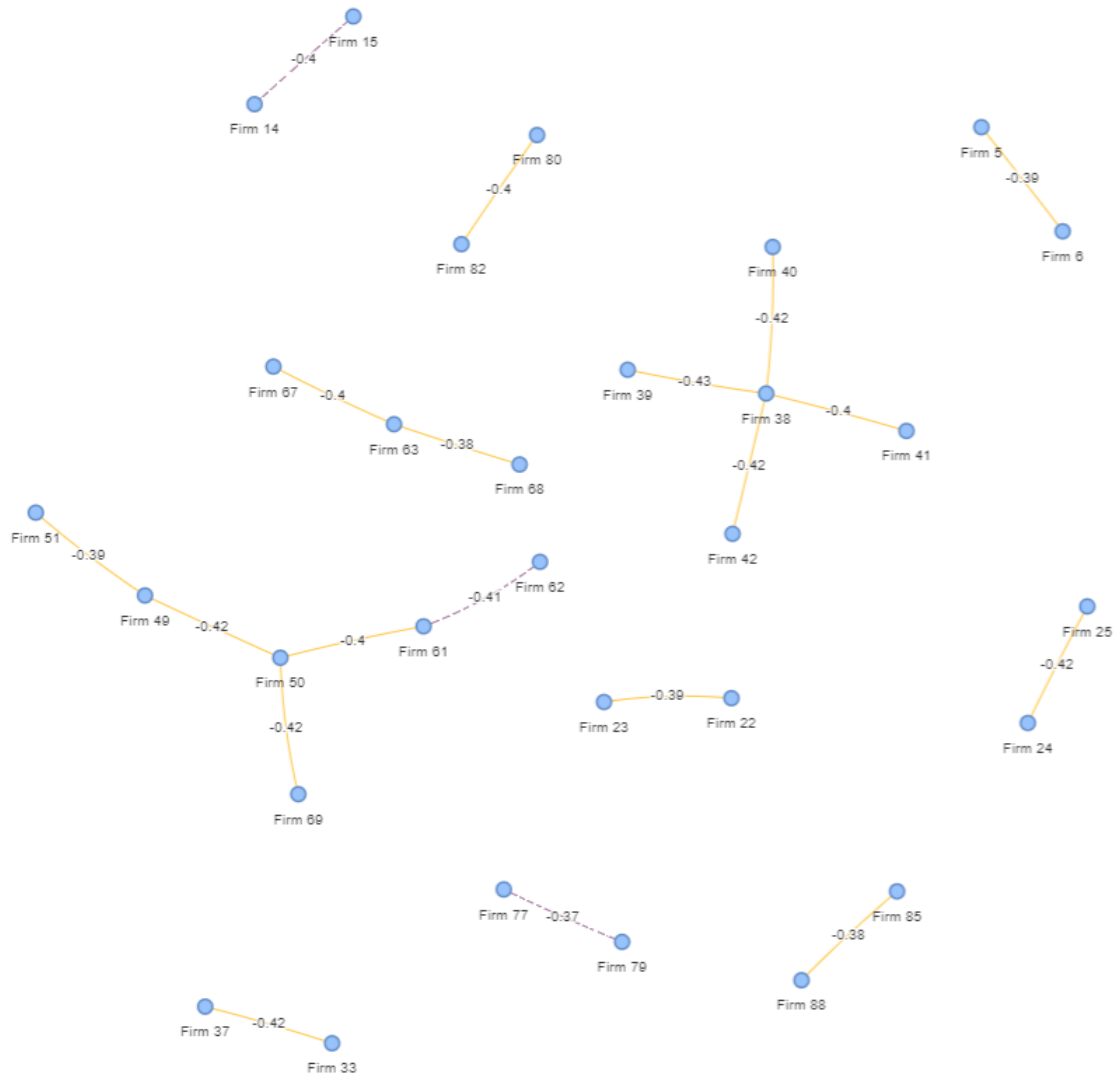 Firm 15
-0.4
Firm 14
Firm 80
-0.4
Firm 82
Firm 5
-0.39
Firm 6
Firm 40
-0.42
Firm 39
-0.43
Firm 38
-0.4
Firm 41
-0.42
Firm 42
Firm 67
-0.4
Firm 63
-0.38
Firm 68
Firm 51
-0.39
Firm 49
-0.42
Firm 50
-0.4
Firm 61
-0.41
Firm 62
-0.42
Firm 69
Firm 23
-0.39
Firm 22
Firm 25
-0.42
Firm 24
Firm 77
-0.37
Firm 79
Firm 85
-0.38
Firm 88
Firm 37
-0.42
Firm 33